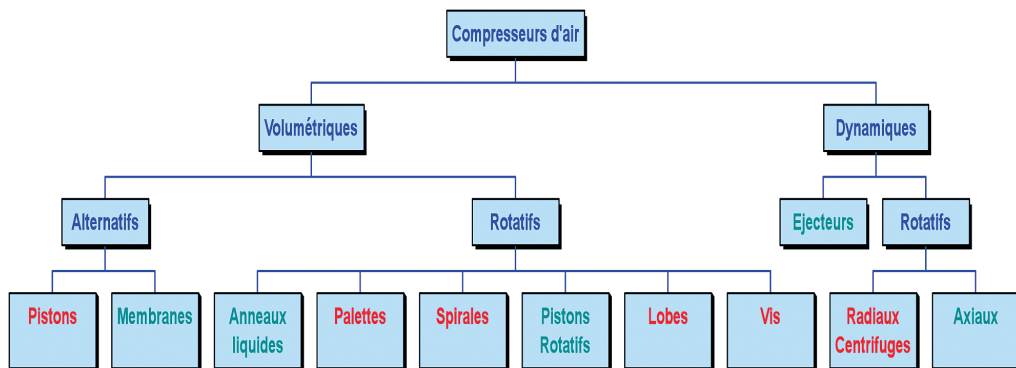 Compresseurs d'air
Volumétriques
Dynamiques
Alternatifs
Rotatifs
Ejecteurs
Rotatifs
Pistons
Membranes
Anneaux
liquides
Palettes
Spirales
Pistons
Rotatifs
Lobes
Vis
Radiaux
Centrifuges
Axiaux